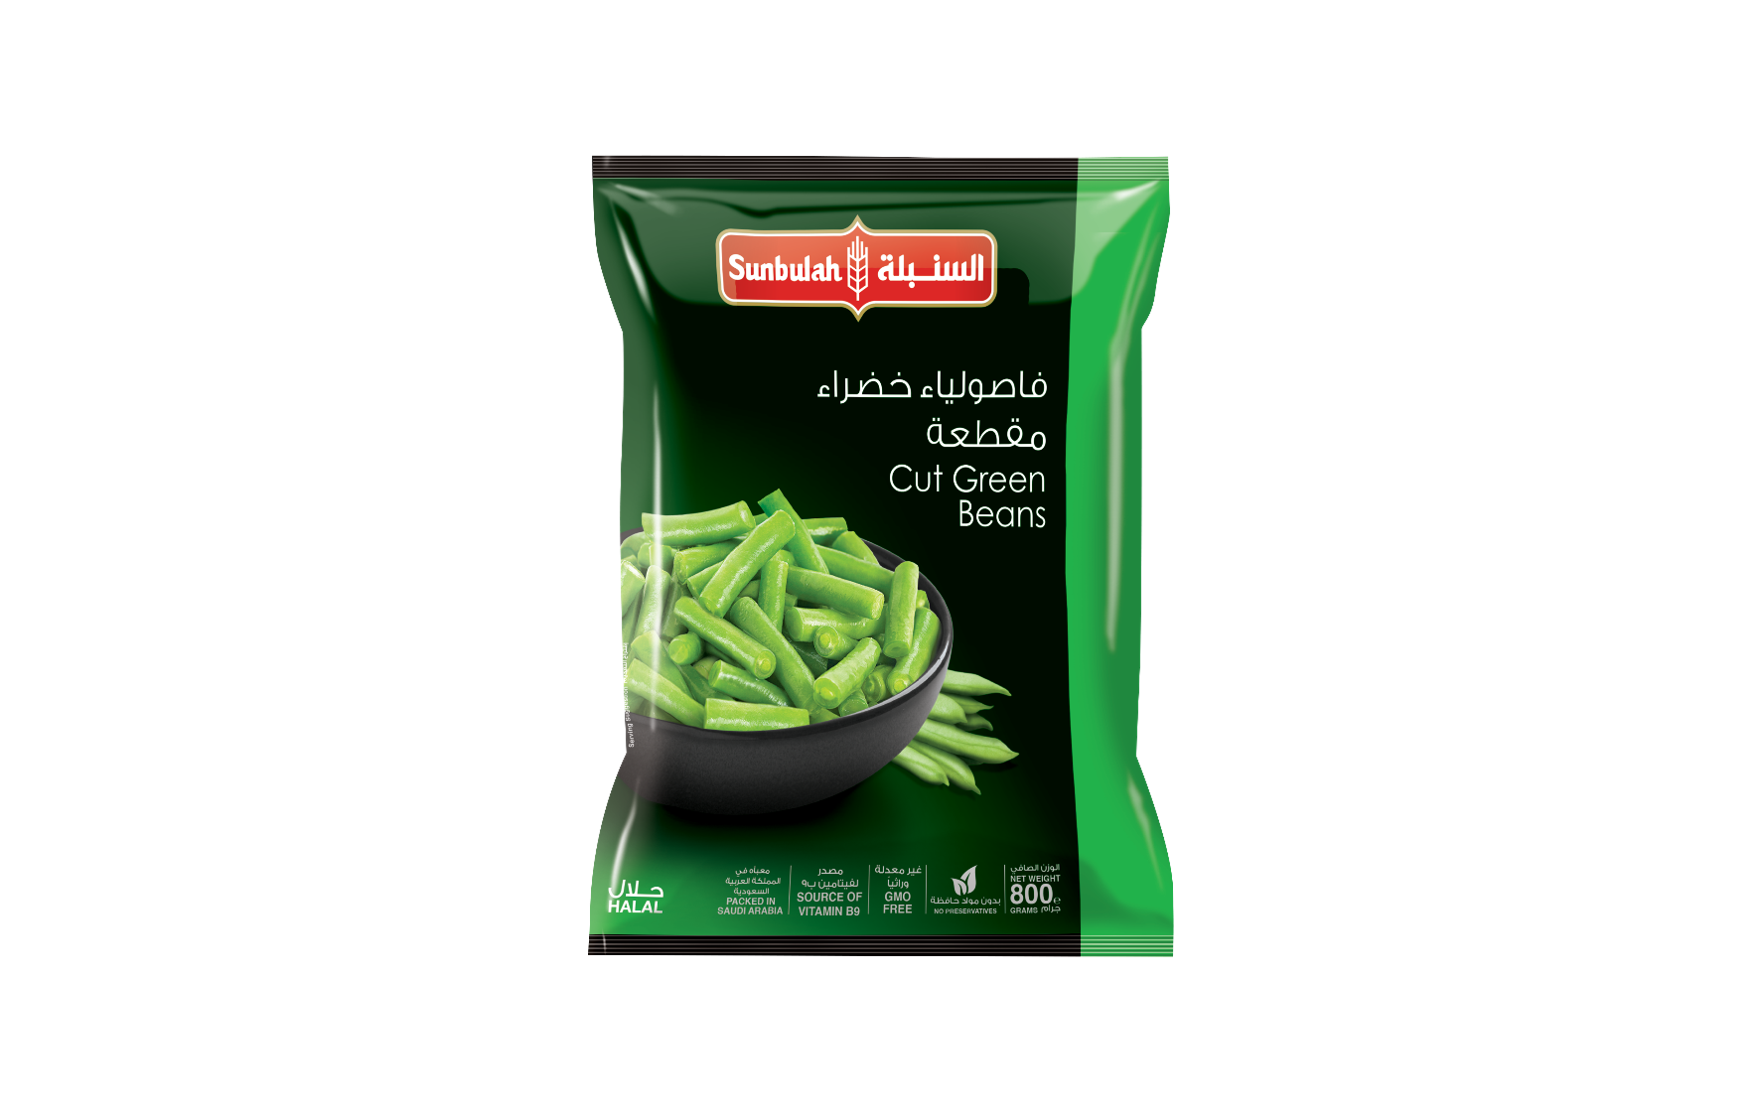 Sunbulah السنبلة
فاصولياء خضراء
مقطعة
Cut Green
Beans
حلال
HALAL
معبأه في
المملكة العربية
السعودية
PACKED IN
SAUDI ARABIA
مصدر
لفيتامين ب٩
SOURCE OF
VITAMIN B9
غير معدلة
وراثياً
GMO
FREE
بدون مواد حافظة
NO PRESERVATIVES
الوزن الصافي
NET WEIGHT
800 ℮
GRAMS جرام